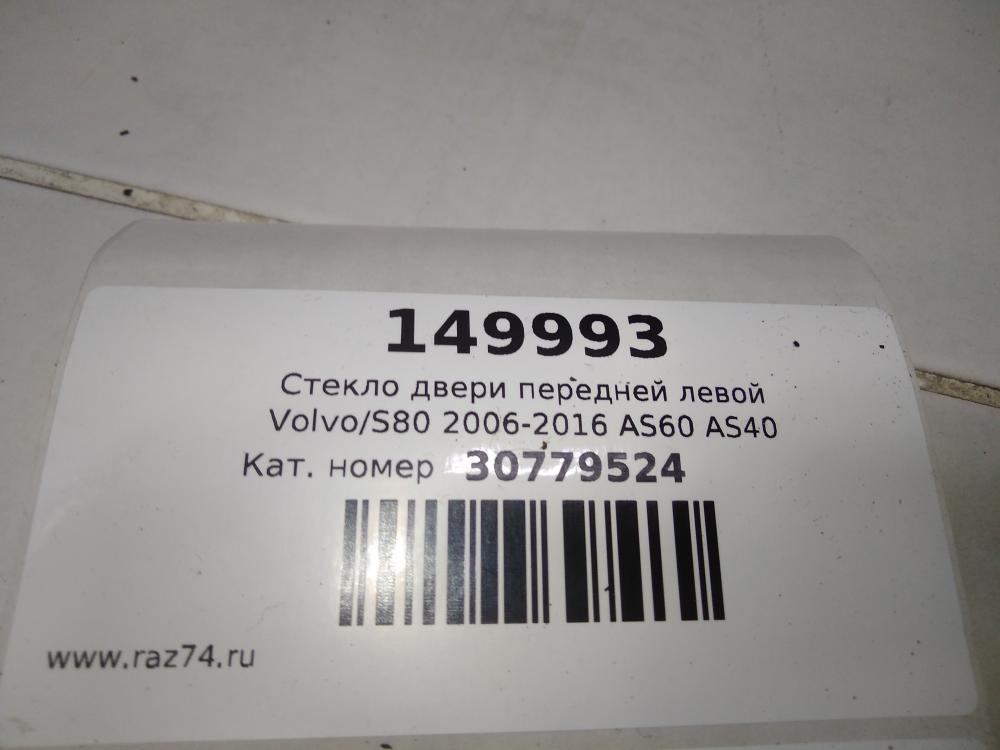 149993
Стекло двери передней левой
Volvo/S80 2006-2016 AS60 AS40
Кат. номер 30779524
www.raz74.ru